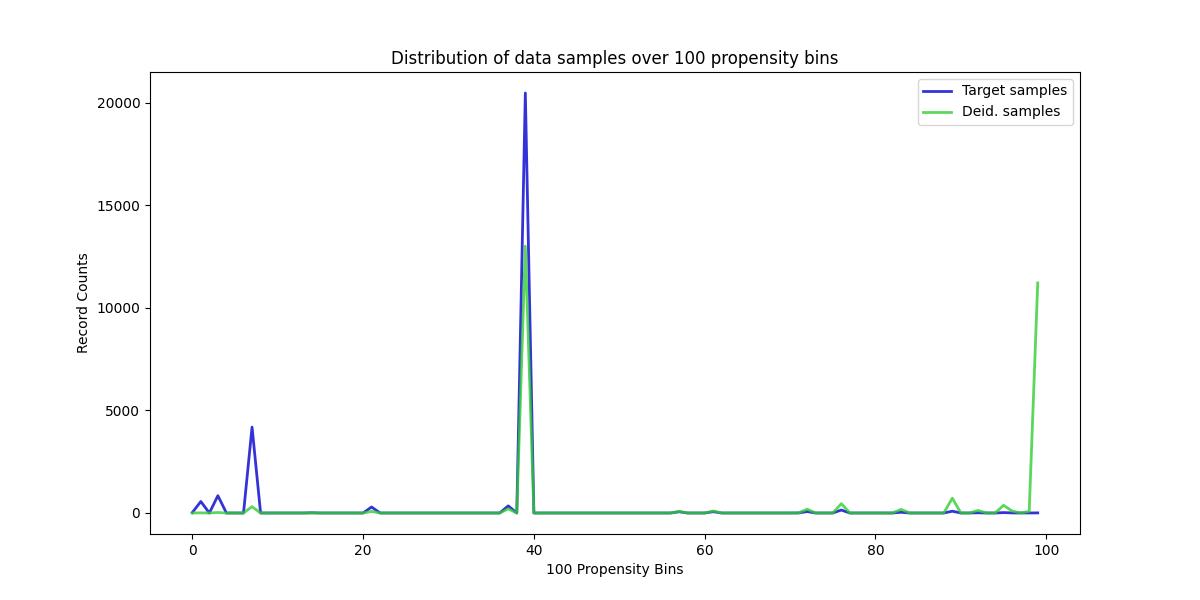 Distribution of data samples over 100 propensity bins
Target samples
Deid. samples
20000
15000
10000
5000
0
Record Counts
0 20 40 60 80 100
100 Propensity Bins